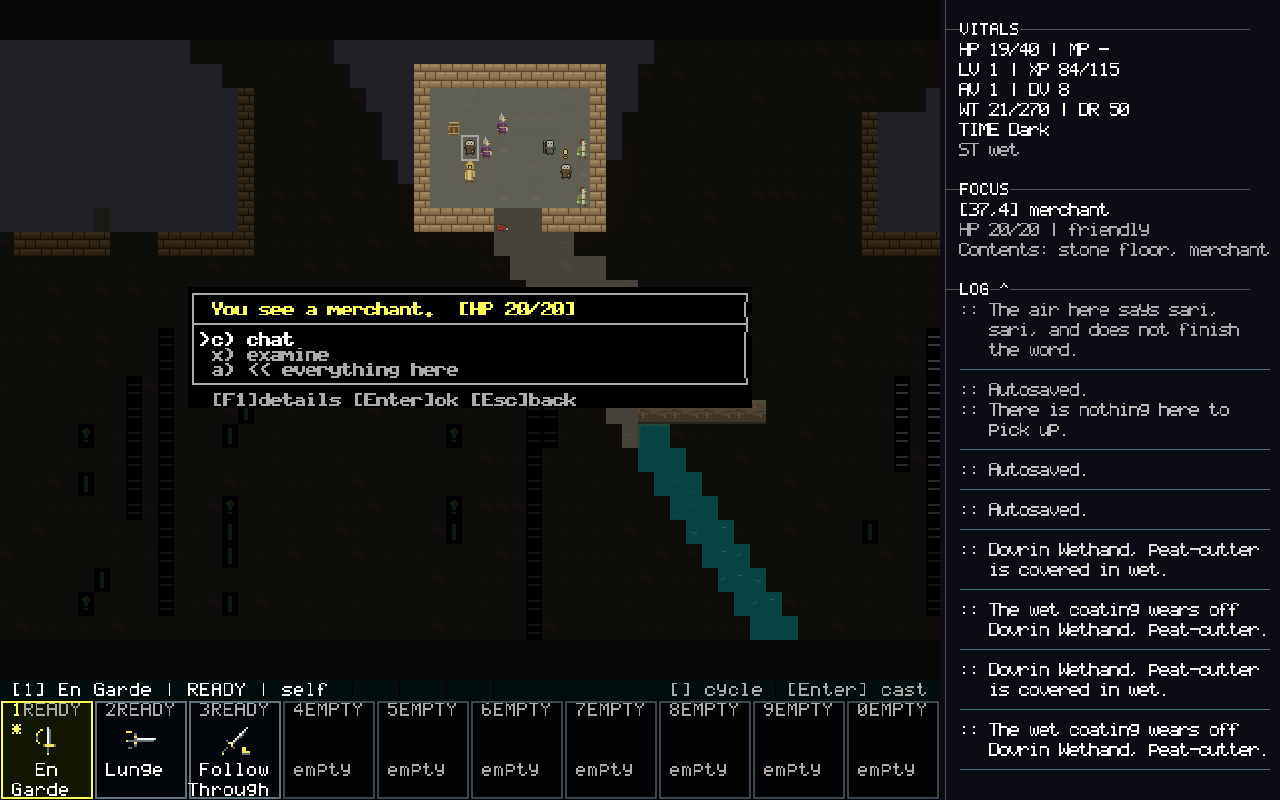 VITALS
HP 19/40 | MP -
LV 1 | XP 84/115
AV 1 | DV 8
WT 21/270 | DR 50
TIME Dark
ST wet
FOCUS
[37,4] merchant
HP 20/20 | friendly
Contents: stone floor, merchant
LOG ^
:: The air here says sari,
sari, and does not finish
the word.
:: Autosaved.
:: There is nothing here to
pick up.
:: Autosaved.
:: Autosaved.
:: Dovrin Wethand, Peat-cutter
is covered in wet.
:: The wet coating wears off
Dovrin Wethand, Peat-cutter.
:: Dovrin Wethand, Peat-cutter
is covered in wet.
:: The wet coating wears off
Dovrin Wethand, Peat-cutter.
You see a merchant. [HP 20/20]
>c) chat
x) examine
a) << everything here
[F1]details [Enter]ok [Esc]back
[1] En Garde | READY | self
[] cycle [Enter] cast
1READY
*
En
Garde
2READY
Lunge
3READY
Follow
Through
4EMPTY
empty
5EMPTY
empty
6EMPTY
empty
7EMPTY
empty
8EMPTY
empty
9EMPTY
empty
0EMPTY
empty